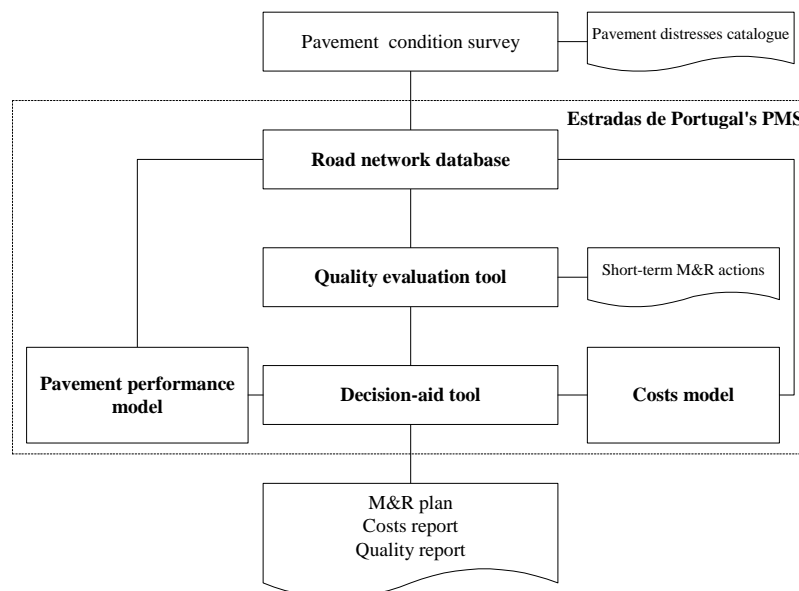 Pavement condition survey
Pavement distresses catalogue
Estradas de Portugal's PMS
Road network database
Quality evaluation tool
Short-term M&R actions
Pavement performance
model
Decision-aid tool
Costs model
M&R plan
Costs report
Quality report